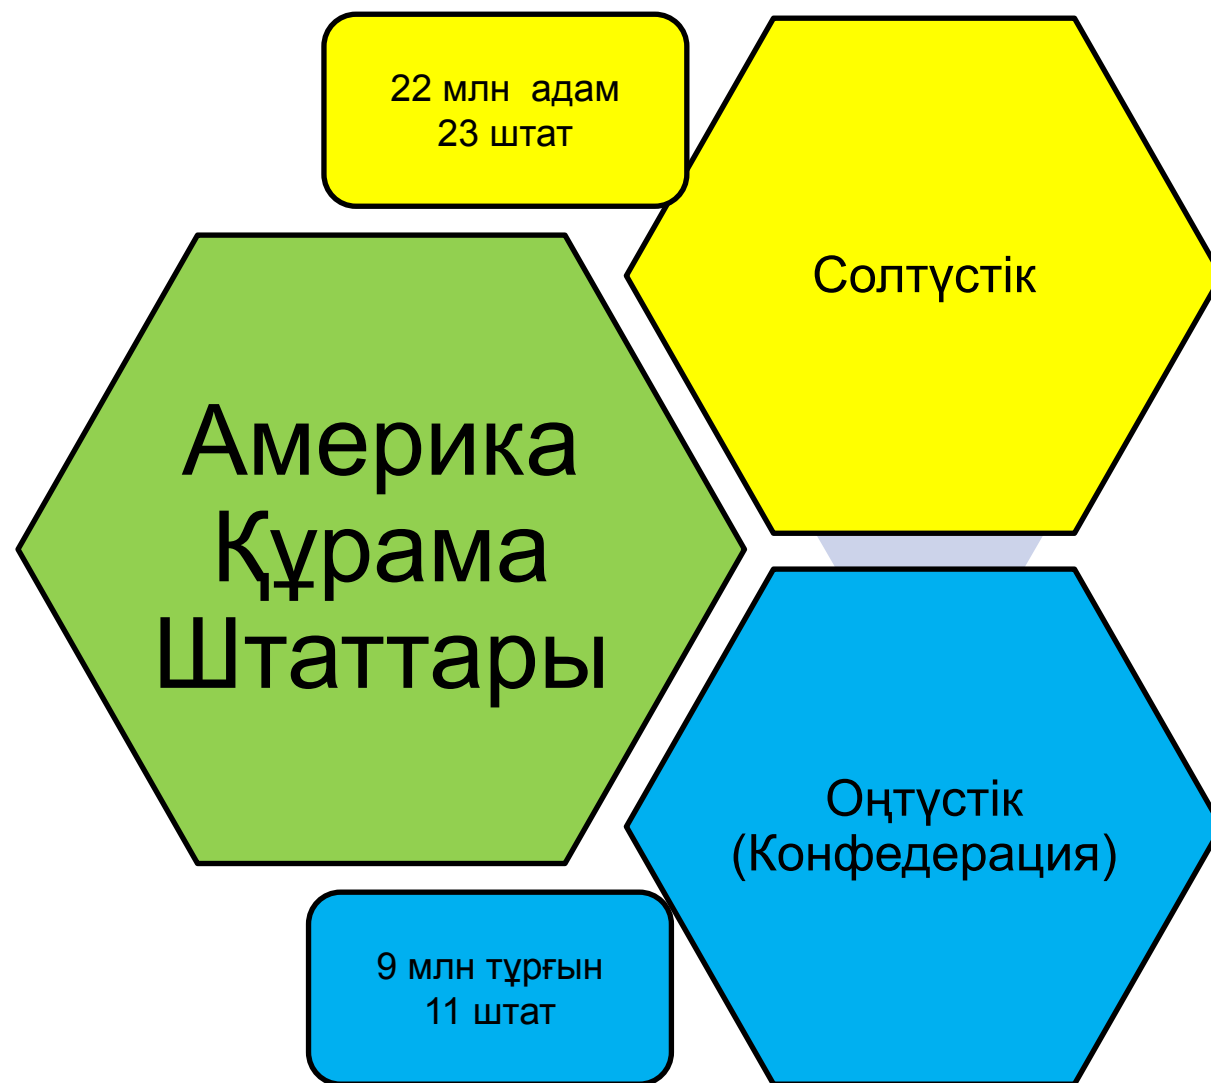 22 млн  адам
23 штат
Солтүстік
Америка
Құрама
Штаттары
Оңтүстік
(Конфедерация)
9 млн тұрғын
11 штат